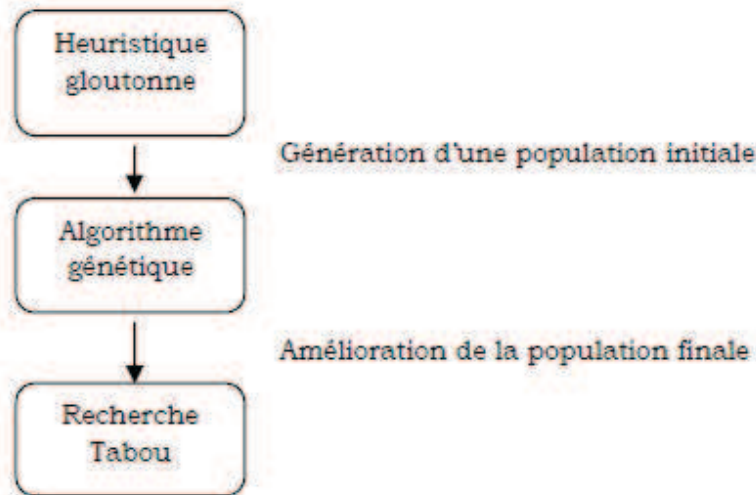 Heuristique
gloutonne
Génération d'une population initiale
Algorithme
génétique
Amélioration de la population finale
Recherche
Tabou